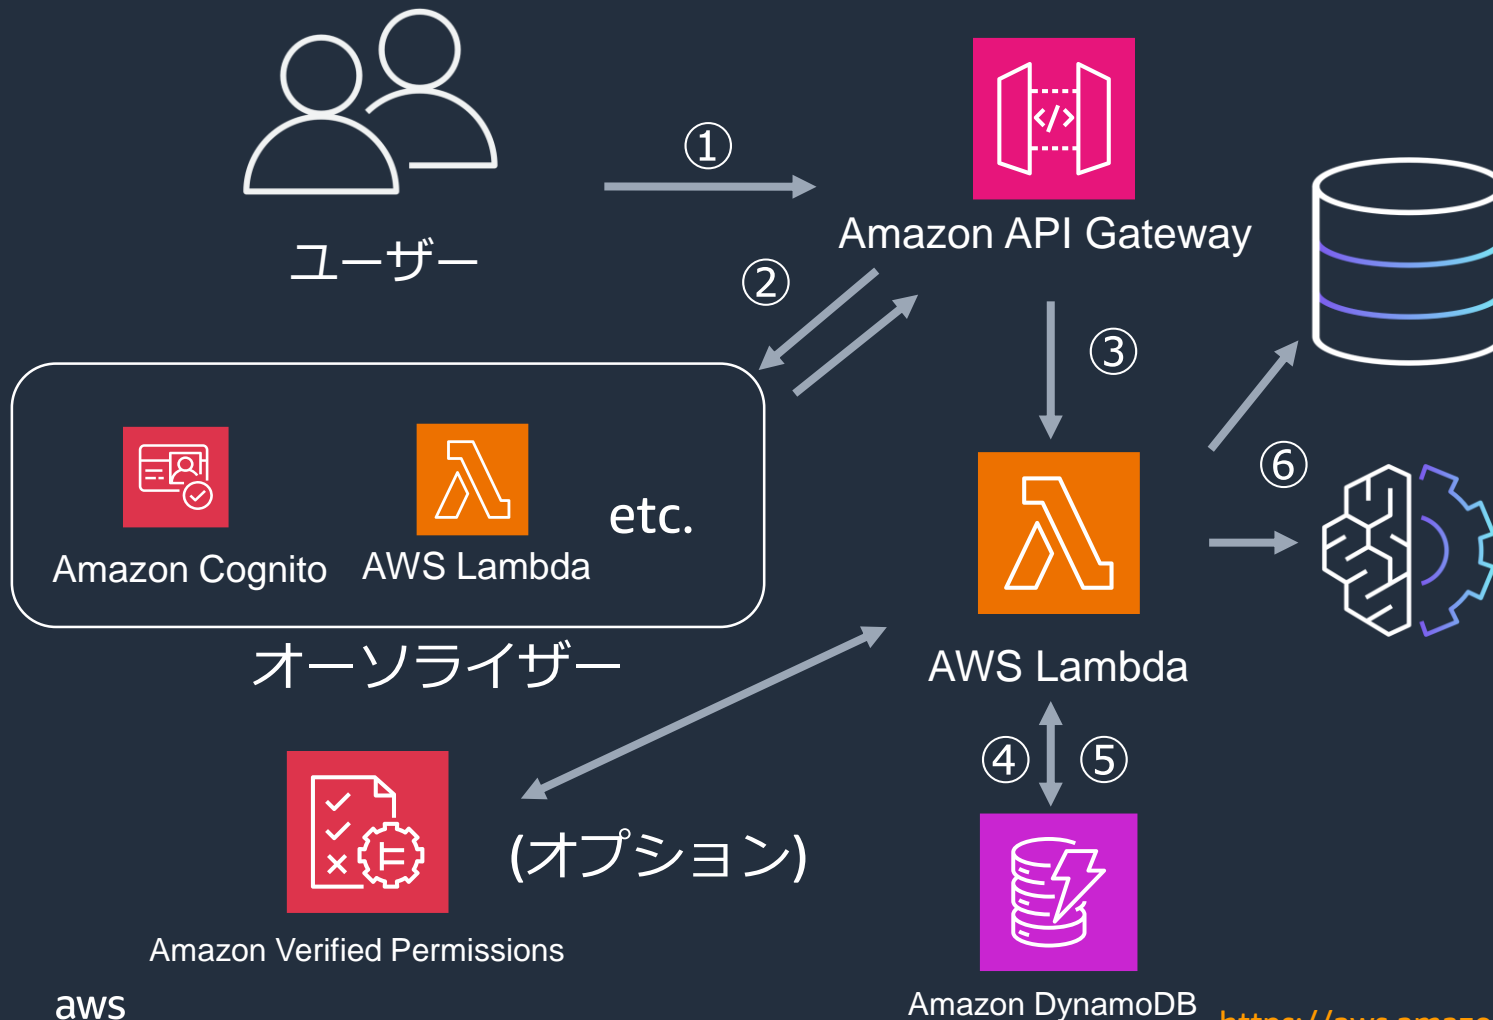 ①
Amazon API Gateway
ユーザー
②
③
⑥
etc.
Amazon Cognito
AWS Lambda
オーソライザー
AWS Lambda
④
⑤
(オプション)
Amazon Verified Permissions
aws
Amazon DynamoDB